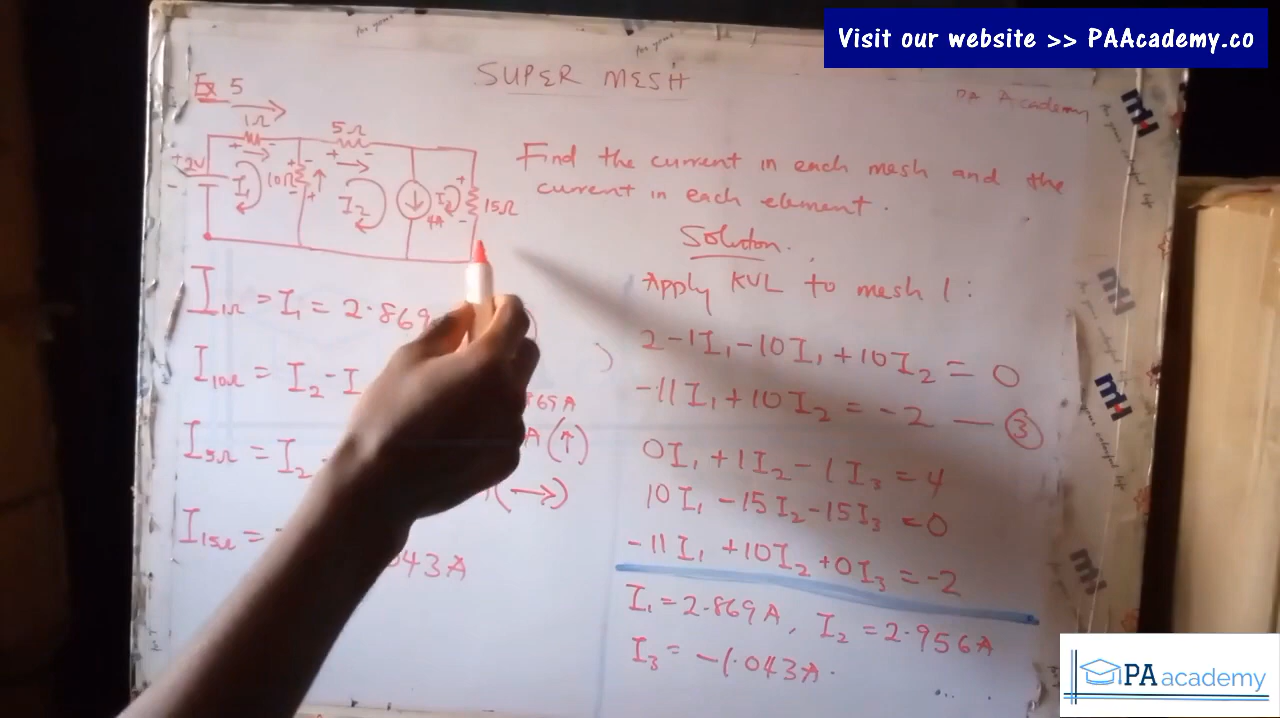 Visit our website >> PAAcademy.co
SUPER MESH
PA Academy
Ex 5
1Ω
5Ω
+2V
10Ω
I1
I2
4A
15Ω
Find the current in each mesh and the
current in each element.
Solution.
Apply KVL to mesh 1:
2-1I1-10I1+10I2=0
-11I1+10I2=-2 — ③
0I1+1I2-1I3=4
10I1-15I2-15I3=0
-11I1+10I2+0I3=-2
I1=2.869A, I2=2.956A
I3=-1.043A.
I1Ω=I1=2.869
I10Ω=I2-I
869A
A(↑)
I5Ω=I2
(→)
I15Ω=
043A
PA academy